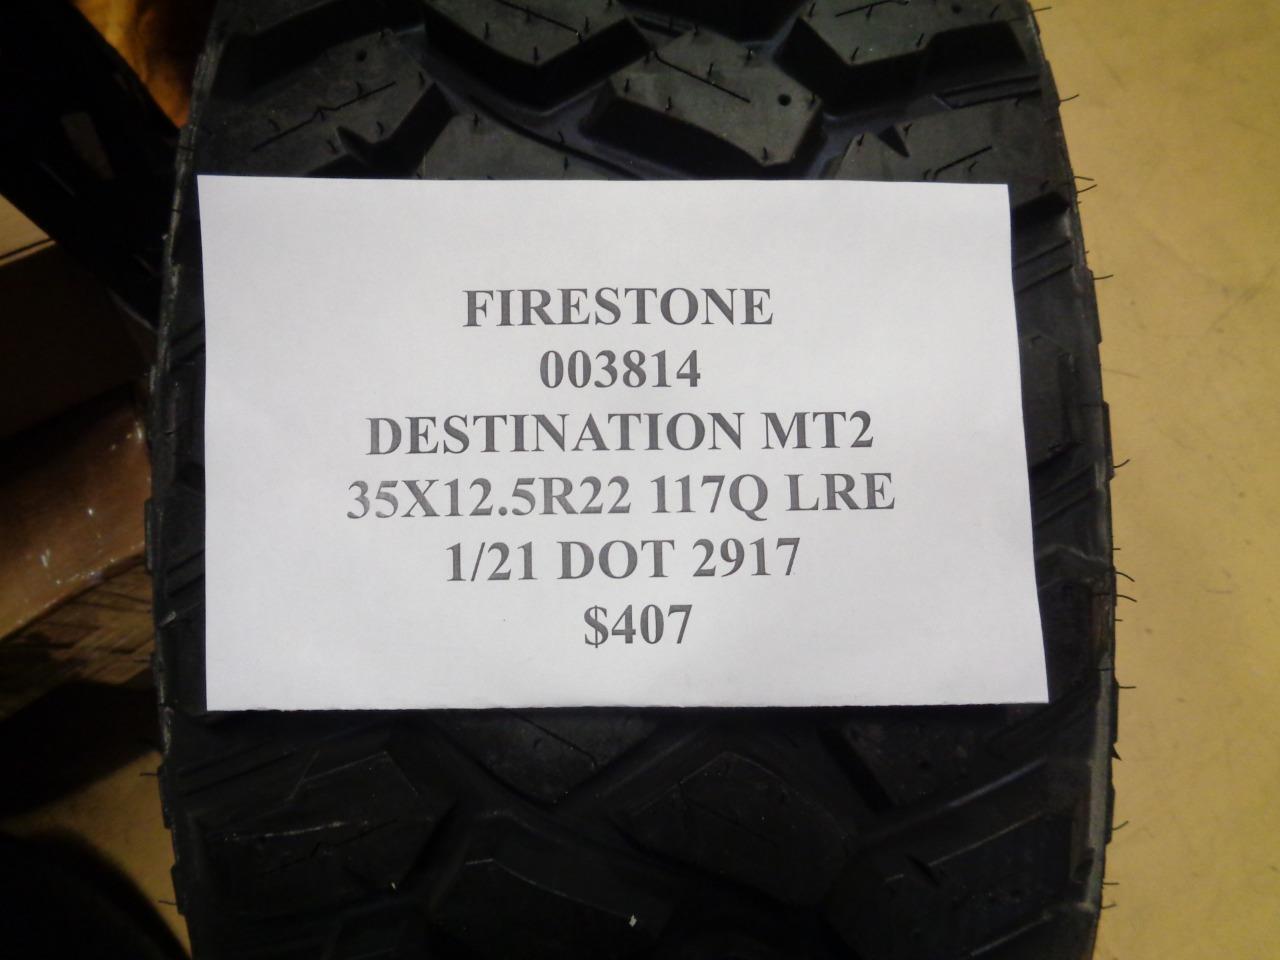 FIRESTONE
003814
DESTINATION MT2
35X12.5R22 117Q LRE
1/21 DOT 2917
$407